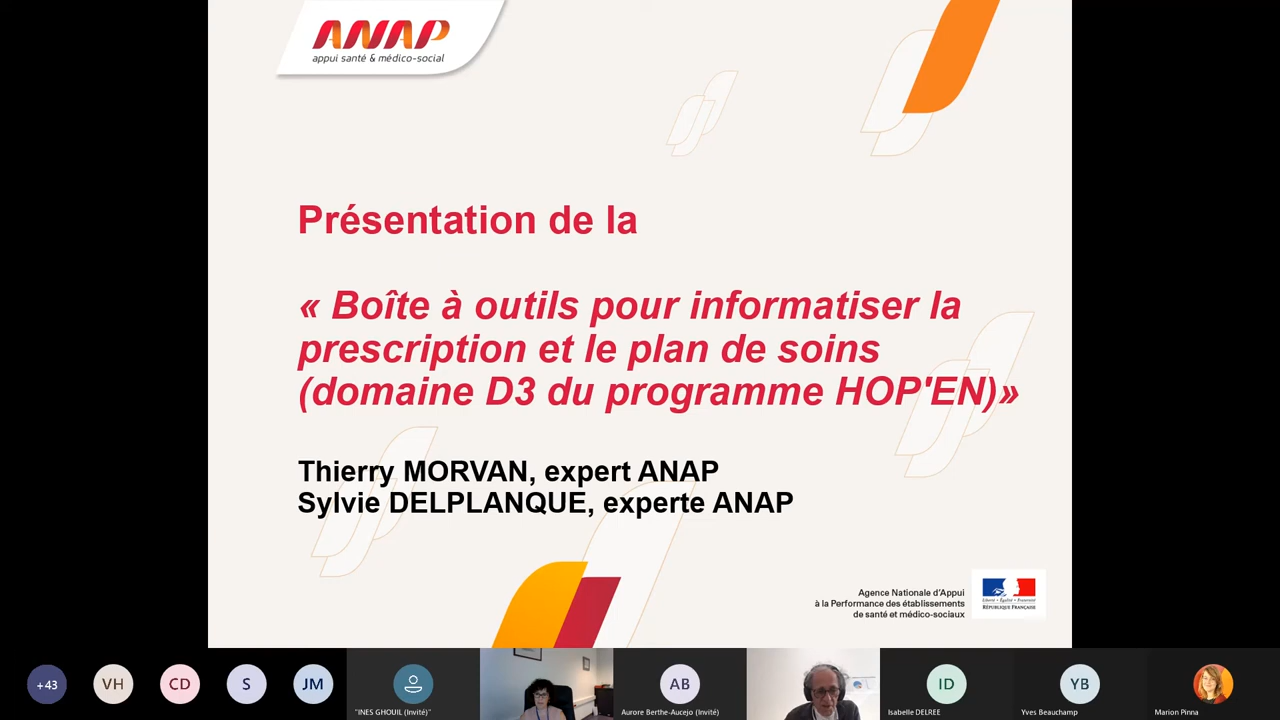 ANAP
appui santé & médico-social
Présentation de la
« Boîte à outils pour informatiser la
prescription et le plan de soins
(domaine D3 du programme HOP'EN)»
Thierry MORVAN, expert ANAP
Sylvie DELPLANQUE, experte ANAP
Agence Nationale d'Appui
à la Performance des établissements
de santé et médico-sociaux
Liberté • Égalité • Fraternité
RÉPUBLIQUE FRANÇAISE
+43
VH
CD
S
JM
"INES GHOUIL (Invité)"
AB
Aurore Berthe-Aucejo (Invité)
ID
Isabelle DELREE
YB
Yves Beauchamp
Marion Pinna